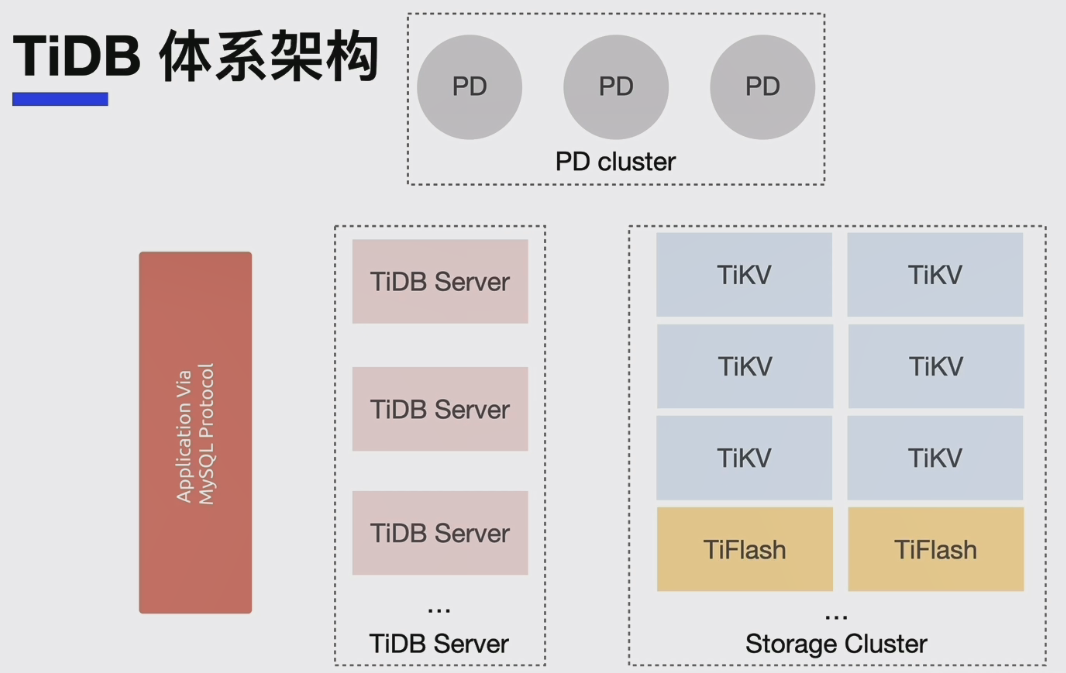 TiDB 体系架构
PD
PD
PD
PD cluster
Application Via
MySQL Protocol
TiDB Server
TiDB Server
TiDB Server
...
TiDB Server
TiKV
TiKV
TiKV
TiKV
TiKV
TiKV
TiFlash
TiFlash
...
Storage Cluster